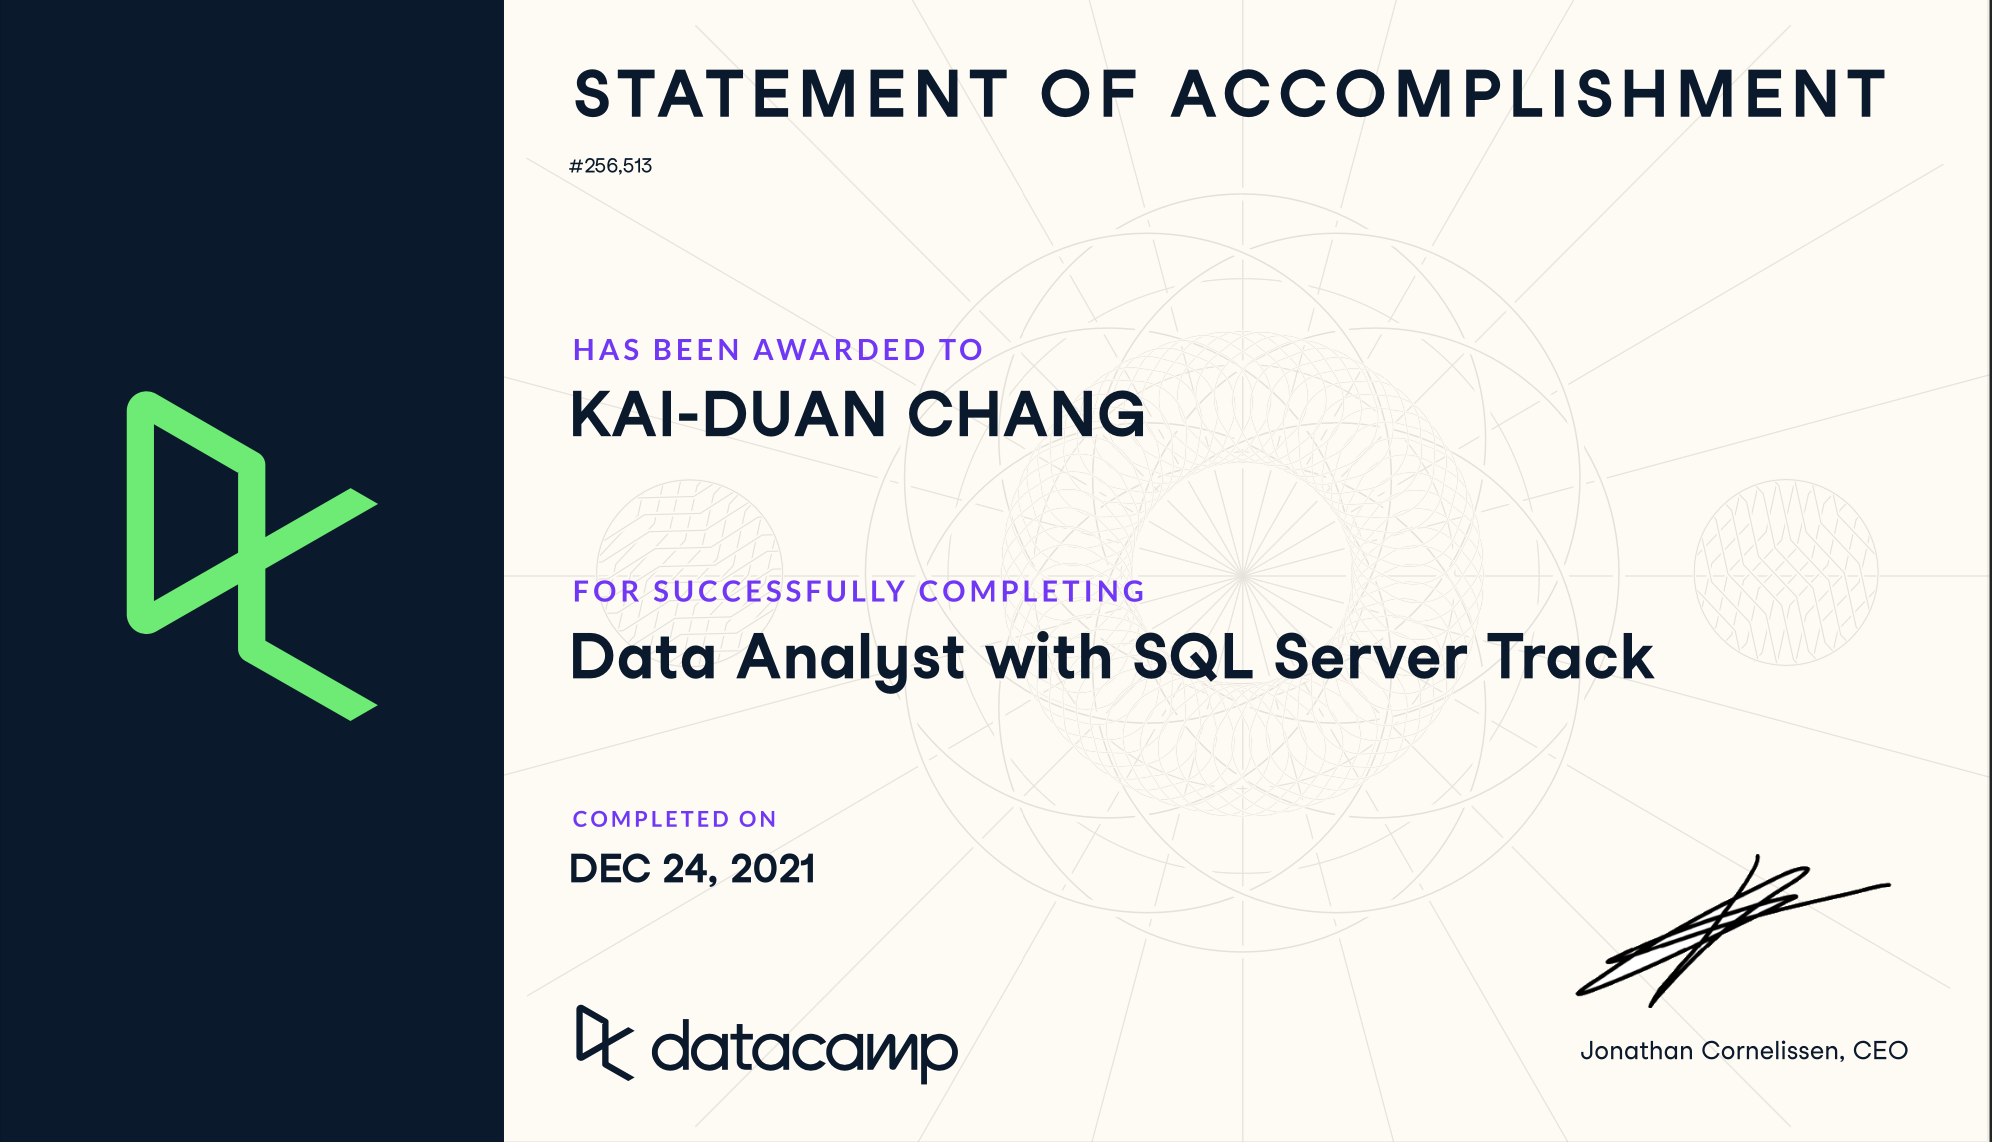 STATEMENT OF ACCOMPLISHMENT
#256,513
HAS BEEN AWARDED TO
KAI-DUAN CHANG
FOR SUCCESSFULLY COMPLETING
Data Analyst with SQL Server Track
COMPLETED ON
DEC 24, 2021
datacamp
Jonathan Cornelissen, CEO